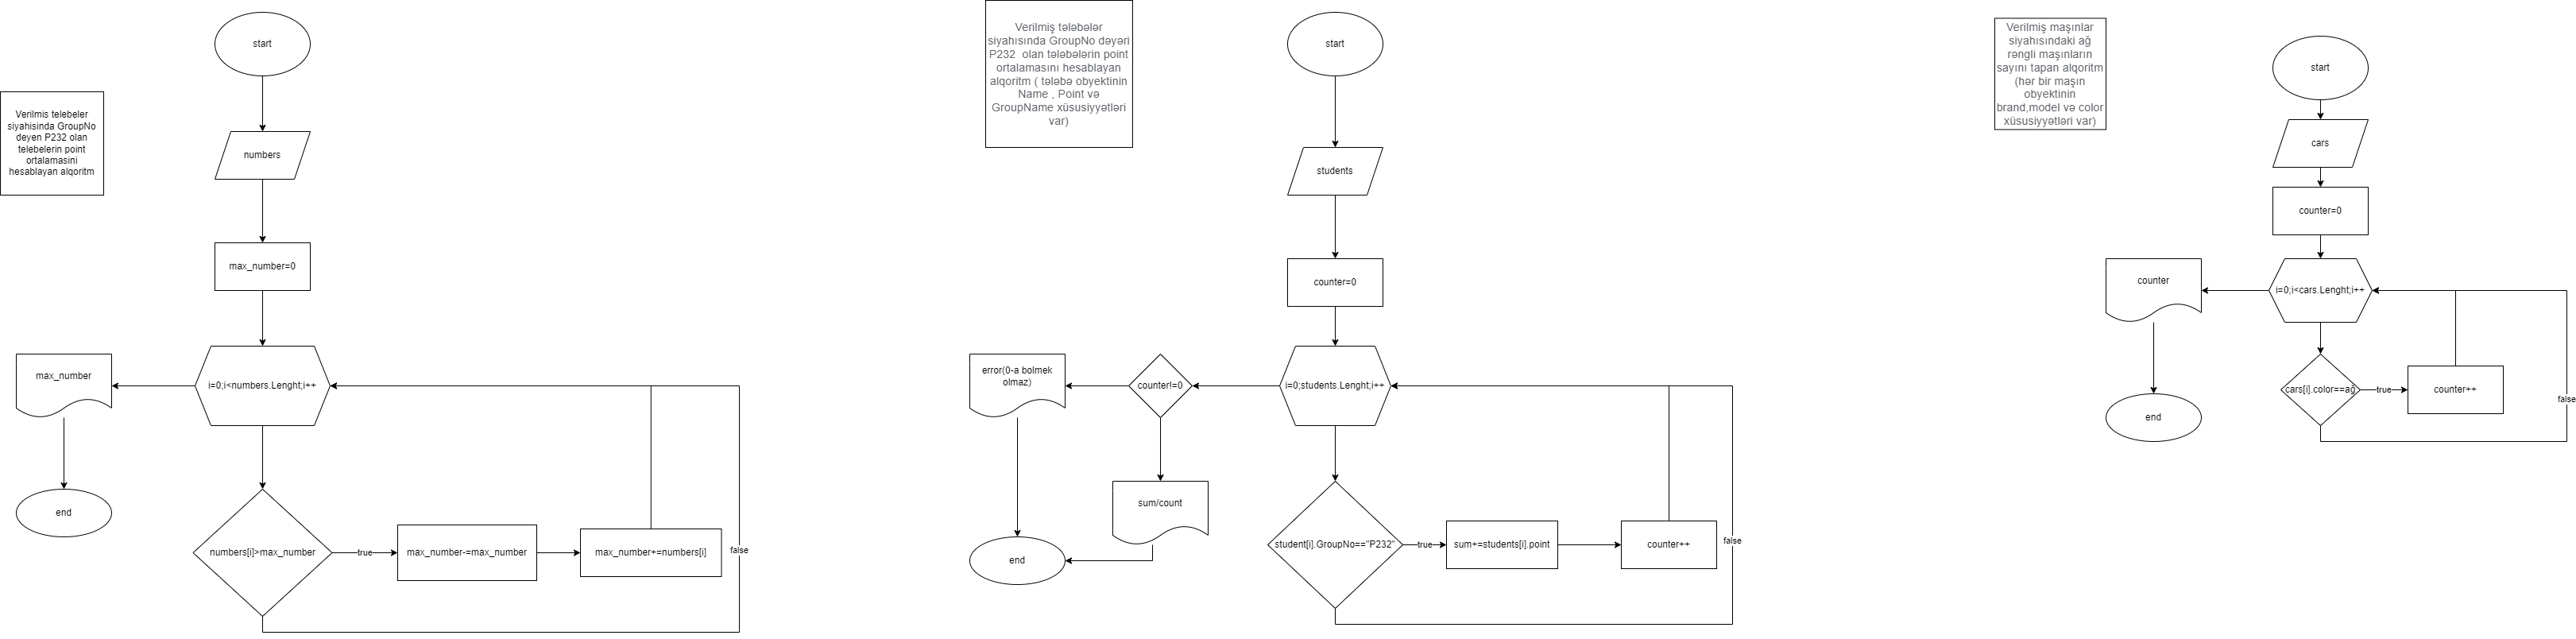 Verilmis telebeler
siyahisinda GroupNo
deyen P232 olan
telebelerin point
ortalamasini
hesablayan alqoritm
start
numbers
max_number=0
i=0;i<numbers.Lenght;i++
max_number
end
numbers[i]>max_number
true
max_number-=max_number
max_number+=numbers[i]
false
Verilmiş tələbələr
siyahısında GroupNo dəyəri
P232  olan tələbələrin point
ortalamasını hesablayan
alqoritm ( tələbə obyektinin
Name , Point və
GroupName xüsusiyyətləri
var)
start
students
counter=0
i=0;students.Lenght;i++
counter!=0
error(0-a bolmek
olmaz)
sum/count
end
student[i].GroupNo=="P232"
true
sum+=students[i].point
counter++
false
Verilmiş maşınlar
siyahısındaki ağ
rəngli maşınların
sayını tapan alqoritm
(hər bir maşın
obyektinin
brand,model və color
xüsusiyyətləri var)
start
cars
counter=0
i=0;i<cars.Lenght;i++
counter
end
cars[i].color==ağ
true
counter++
false